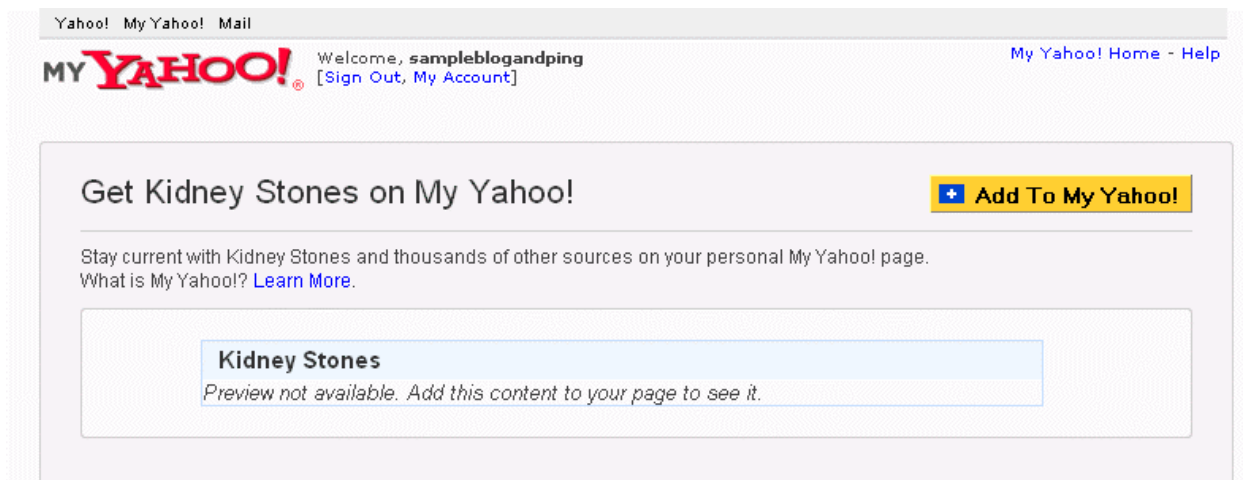 Yahoo! My Yahoo! Mail
MY YAHOO!® Welcome, sampleblogandping
[Sign Out, My Account]
My Yahoo! Home - Help
Get Kidney Stones on My Yahoo!
Add To My Yahoo!
Stay current with Kidney Stones and thousands of other sources on your personal My Yahoo! page.
What is My Yahoo!? Learn More.
Kidney Stones
Preview not available. Add this content to your page to see it.